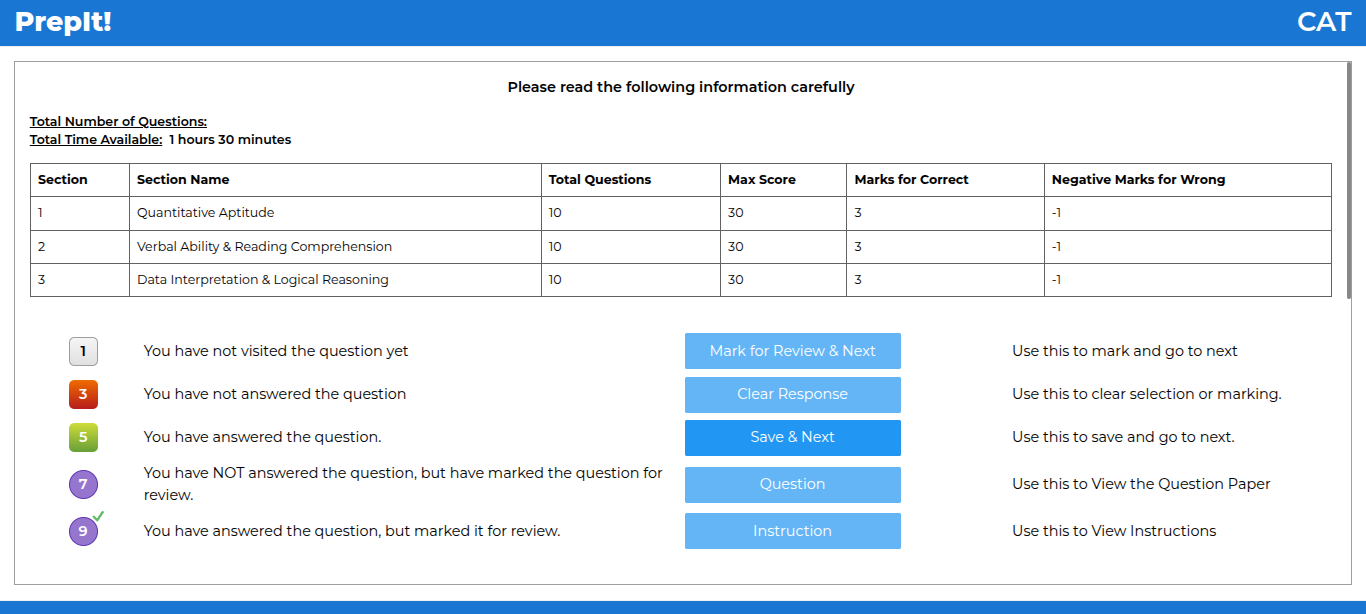 PrepIt!
CAT
Please read the following information carefully
Total Number of Questions:
Total Time Available: 1 hours 30 minutes
Section Section Name Total Questions Max Score Marks for Correct Negative Marks for Wrong
1 Quantitative Aptitude 10 30 3 -1
2 Verbal Ability & Reading Comprehension 10 30 3 -1
3 Data Interpretation & Logical Reasoning 10 30 3 -1
1 You have not visited the question yet Mark for Review & Next Use this to mark and go to next
3 You have not answered the question Clear Response Use this to clear selection or marking.
5 You have answered the question. Save & Next Use this to save and go to next.
7 You have NOT answered the question, but have marked the question for
review.
Question Use this to View the Question Paper
9 You have answered the question, but marked it for review. Instruction Use this to View Instructions